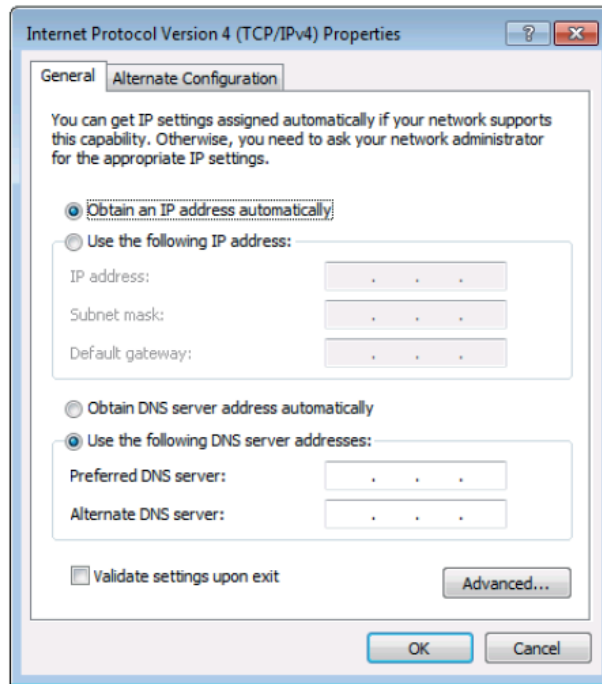 Internet Protocol Version 4 (TCP/IPv4) Properties
General
Alternate Configuration
You can get IP settings assigned automatically if your network supports
this capability. Otherwise, you need to ask your network administrator
for the appropriate IP settings.
Obtain an IP address automatically
Use the following IP address:
IP address:
Subnet mask:
Default gateway:
Obtain DNS server address automatically
Use the following DNS server addresses:
Preferred DNS server:
Alternate DNS server:
Validate settings upon exit
Advanced...
OK
Cancel